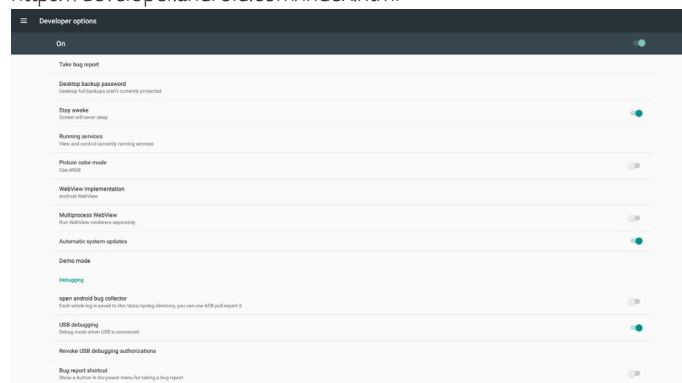 https://developer.android.com/index.html
Developer options
On
Take bug report
Desktop backup password
Desktop full backups aren't currently protected
Stay awake
Screen will never sleep
Running services
View and control currently running services
Picture color mode
Use sRGB
WebView implementation
Android WebView
Multiprocess WebView
Run WebView renderers separately
Automatic system updates
Demo mode
Debugging
open android bug collector
Each whole log is saved to the /data/syslog directory, you can use ADB pull export it
USB debugging
Debug mode when USB is connected
Revoke USB debugging authorizations
Bug report shortcut
Show a button in the power menu for taking a bug report